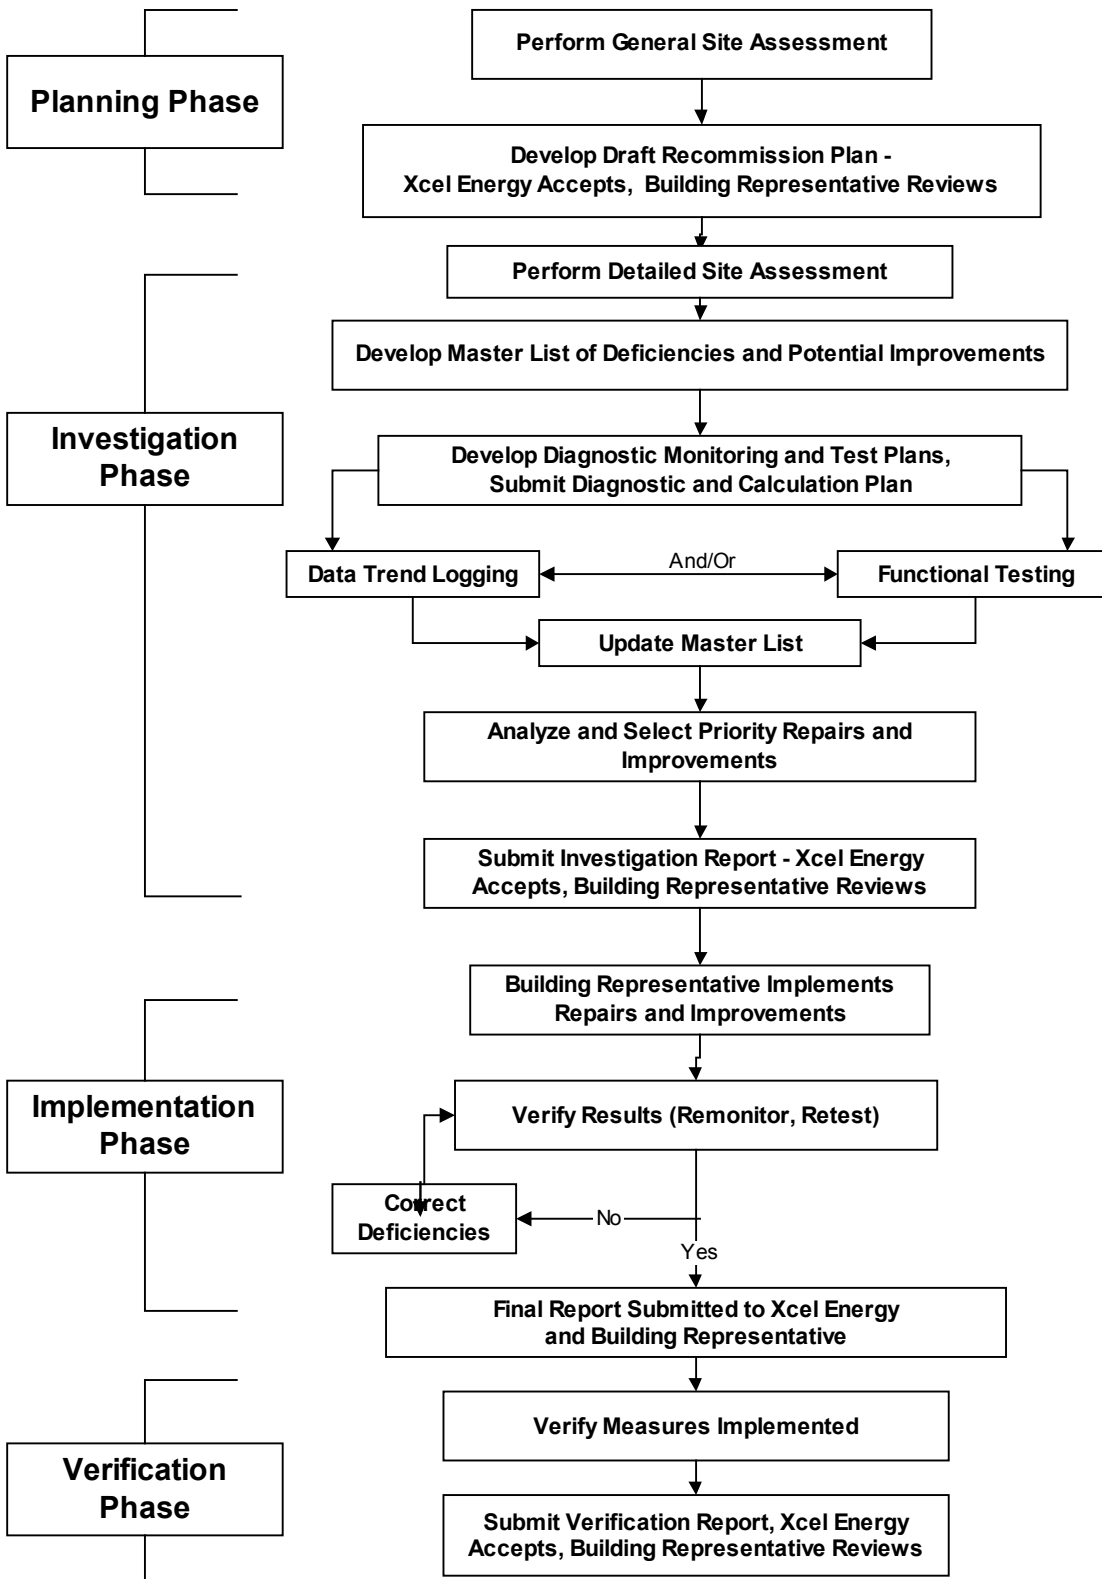 Perform General Site Assessment
Planning Phase
Develop Draft Recommission Plan -
Xcel Energy Accepts, Building Representative Reviews
Perform Detailed Site Assessment
Develop Master List of Deficiencies and Potential Improvements
Investigation
Phase
Develop Diagnostic Monitoring and Test Plans,
Submit Diagnostic and Calculation Plan
And/Or
Data Trend Logging
Functional Testing
Update Master List
Analyze and Select Priority Repairs and
Improvements
Submit Investigation Report - Xcel Energy
Accepts, Building Representative Reviews
Building Representative Implements
Repairs and Improvements
Implementation
Phase
Verify Results (Remonitor, Retest)
Correct
Deficiencies
No
Yes
Final Report Submitted to Xcel Energy
and Building Representative
Verify Measures Implemented
Verification
Phase
Submit Verification Report, Xcel Energy
Accepts, Building Representative Reviews